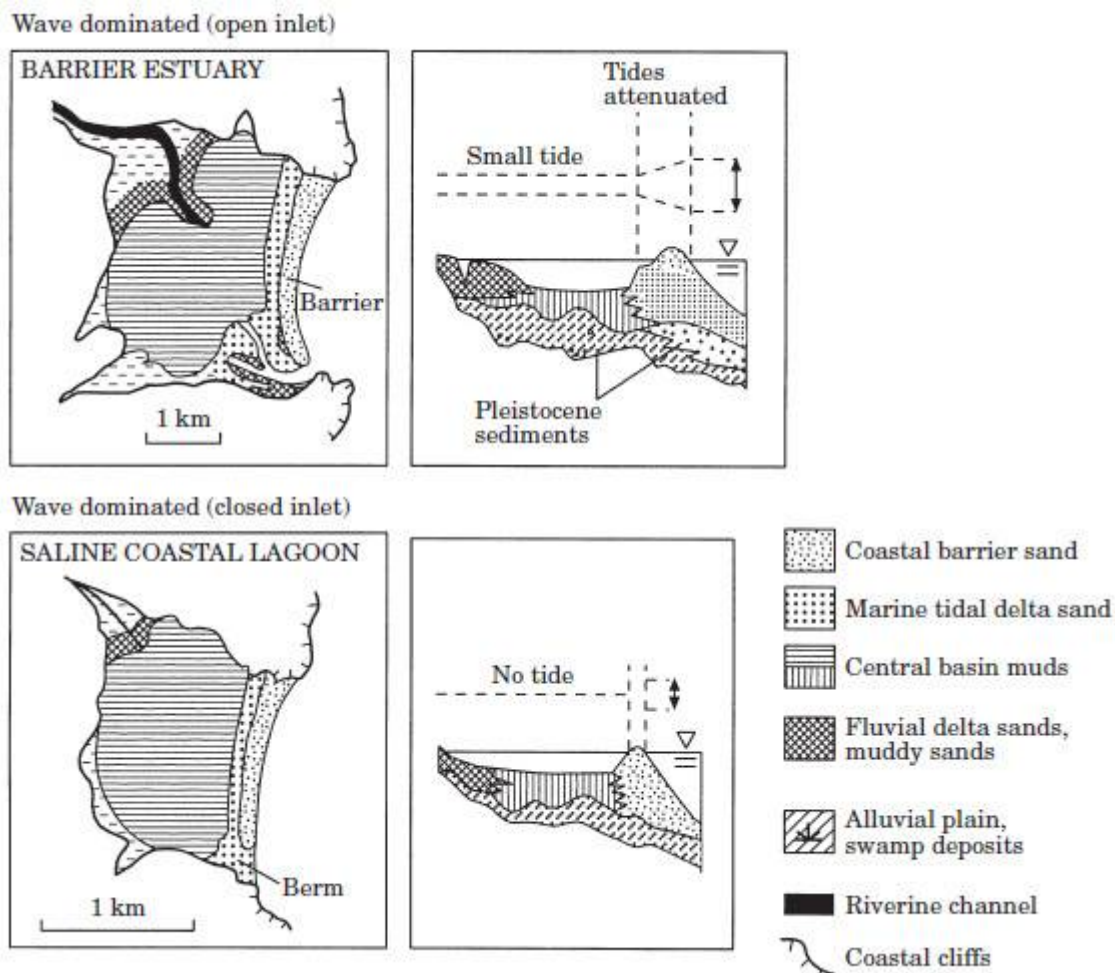 Wave dominated (open inlet)
BARRIER ESTUARY
Barrier
1 km
Tides
attenuated
Small tide
Pleistocene
sediments
Wave dominated (closed inlet)
SALINE COASTAL LAGOON
Berm
1 km
No tide
Coastal barrier sand
Marine tidal delta sand
Central basin muds
Fluvial delta sands,
muddy sands
Alluvial plain,
swamp deposits
Riverine channel
Coastal cliffs